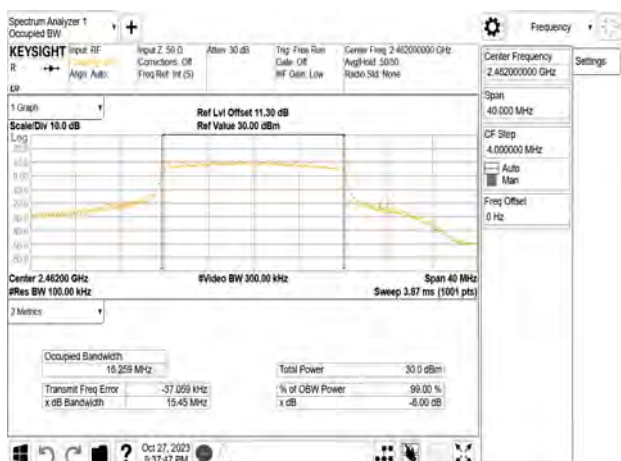 Spectrum Analyzer 1
Occupied BW
Frequency
KEYSIGHT Input: RF
Input Z: 50 Ω
Atten: 30 dB
Trig: Free Run
Center Freq: 2.462000000 GHz
R
Align: Auto
Corrections: Off
Freq Ref: Int (S)
Gate: Off
#IF Gain: Low
Avg|Hold: 50/50
Radio Std: None
Center Frequency
2.462000000 GHz
Settings
Span
40.000 MHz
CF Step
4.000000 MHz
Auto
Man
Freq Offset
0 Hz
1 Graph
Scale/Div 10.0 dB
Ref Lvl Offset 11.30 dB
Ref Value 30.00 dBm
Log
Center 2.46200 GHz
#Video BW 300.00 kHz
Span 40 MHz
#Res BW 100.00 kHz
Sweep 3.87 ms (1001 pts)
2 Metrics
Occupied Bandwidth
16.259 MHz
Total Power
30.0 dBm
Transmit Freq Error
-37.059 kHz
% of OBW Power
99.00 %
x dB Bandwidth
15.45 MHz
x dB
-6.00 dB
Oct 27, 2023
9:37:47 PM